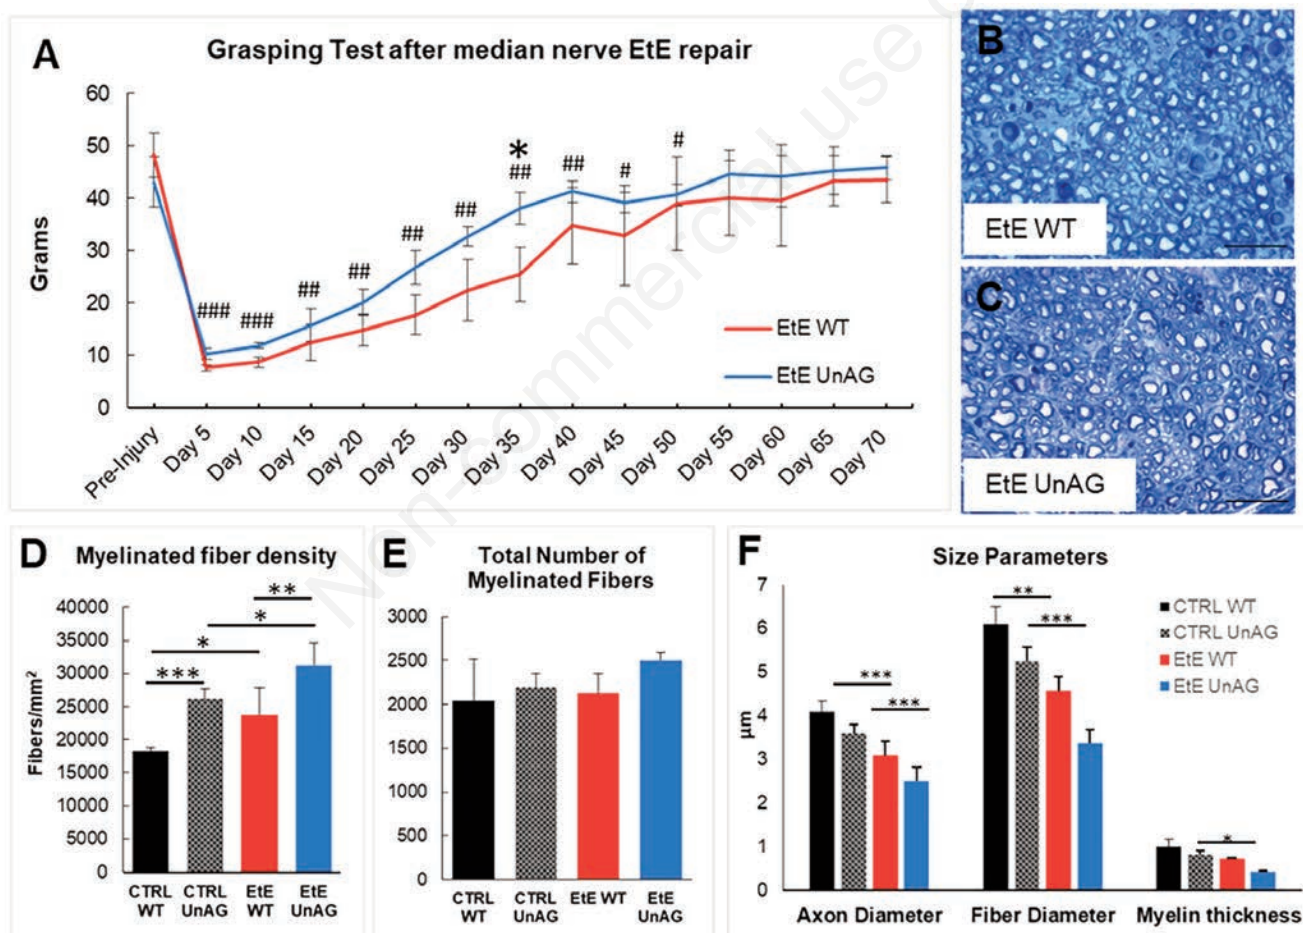 A
Grasping Test after median nerve EtE repair
Grams
60
50
40
30
20
10
0
###
###
##
##
##
##
*
##
##
#
#
EtE WT
EtE UnAG
Pre-Injury
Day 5
Day 10
Day 15
Day 20
Day 25
Day 30
Day 35
Day 40
Day 45
Day 50
Day 55
Day 60
Day 65
Day 70
B
EtE WT
C
EtE UnAG
Non-commercial use
D
Myelinated fiber density
Fibers/mm²
40000
35000
30000
25000
20000
15000
10000
5000
0
**
*
*
***
CTRL WT
CTRL UnAG
EtE WT
EtE UnAG
E
Total Number of
Myelinated Fibers
3000
2500
2000
1500
1000
500
0
CTRL WT
CTRL UnAG
EtE WT
EtE UnAG
F
Size Parameters
µm
7
6
5
4
3
2
1
0
***
***
**
***
*
CTRL WT
CTRL UnAG
EtE WT
EtE UnAG
Axon Diameter
Fiber Diameter
Myelin thickness